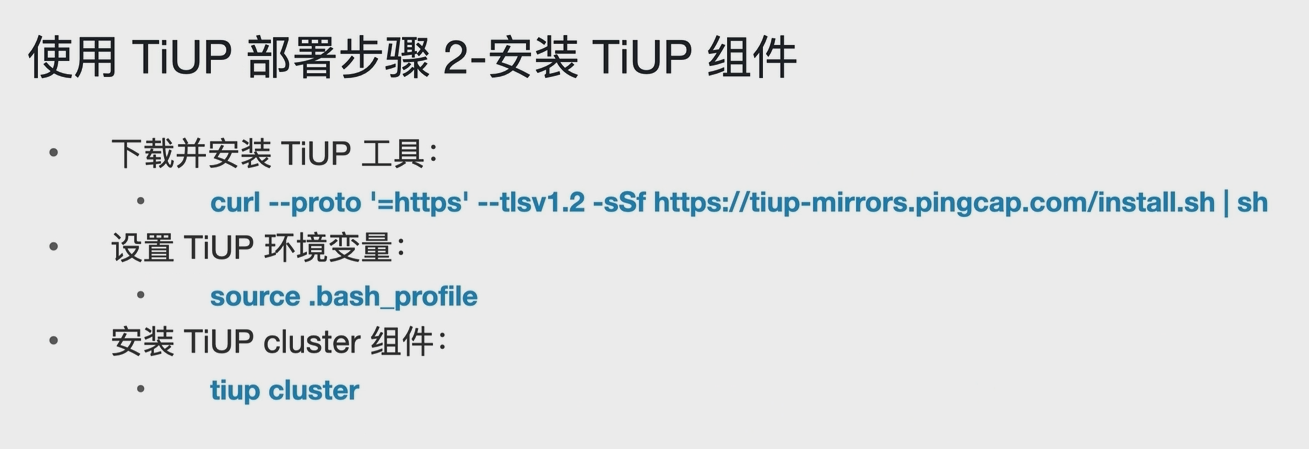 使用 TiUP 部署步骤 2-安装 TiUP 组件
• 下载并安装 TiUP 工具：
• curl --proto '=https' --tlsv1.2 -sSf https://tiup-mirrors.pingcap.com/install.sh | sh
• 设置 TiUP 环境变量：
• source .bash_profile
• 安装 TiUP cluster 组件：
• tiup cluster